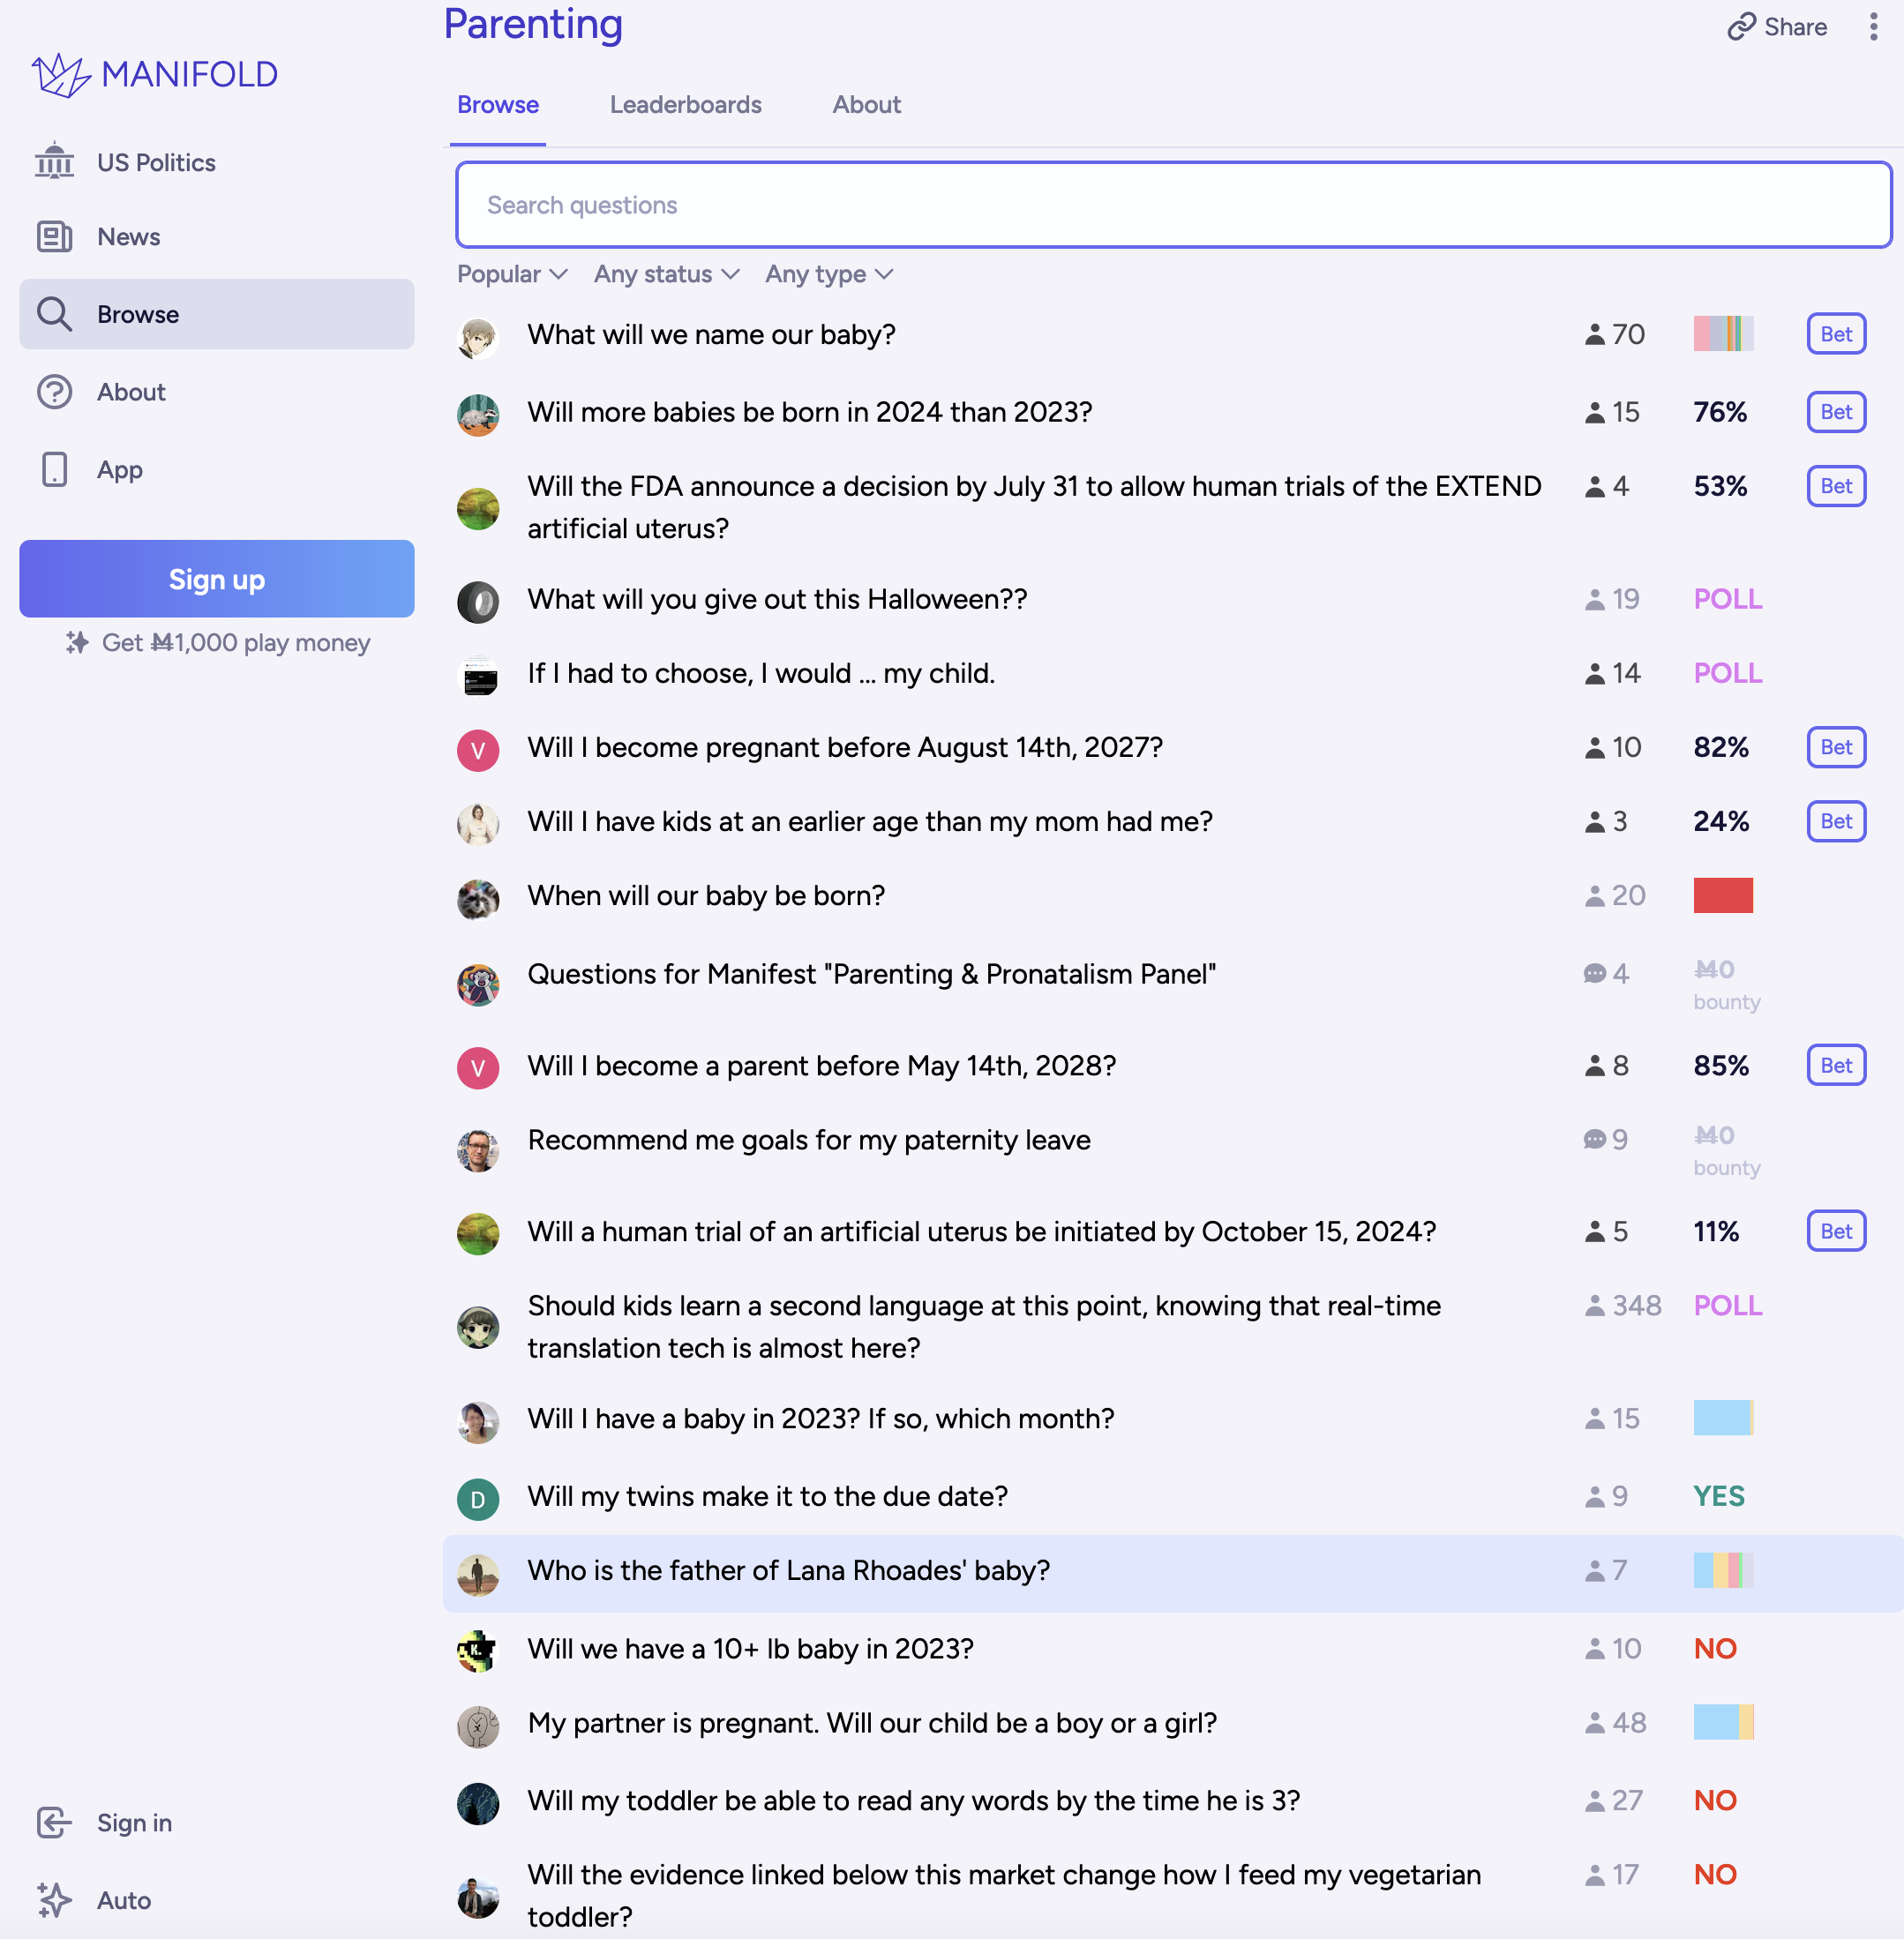 Parenting
Share
MANIFOLD
Browse
Leaderboards
About
US Politics
News
Browse
About
App
Sign up
Get Ḿ1,000 play money
Sign in
Auto
Search questions
Popular
Any status
Any type
What will we name our baby?
70
Bet
Will more babies be born in 2024 than 2023?
15
76%
Bet
Will the FDA announce a decision by July 31 to allow human trials of the EXTEND
artificial uterus?
4
53%
Bet
What will you give out this Halloween??
19
POLL
If I had to choose, I would ... my child.
14
POLL
V
Will I become pregnant before August 14th, 2027?
10
82%
Bet
Will I have kids at an earlier age than my mom had me?
3
24%
Bet
When will our baby be born?
20
Questions for Manifest "Parenting & Pronatalism Panel"
4
Ḿ0
bounty
V
Will I become a parent before May 14th, 2028?
8
85%
Bet
Recommend me goals for my paternity leave
9
Ḿ0
bounty
Will a human trial of an artificial uterus be initiated by October 15, 2024?
5
11%
Bet
Should kids learn a second language at this point, knowing that real-time
translation tech is almost here?
348
POLL
Will I have a baby in 2023? If so, which month?
15
D
Will my twins make it to the due date?
9
YES
Who is the father of Lana Rhoades' baby?
7
K.
Will we have a 10+ lb baby in 2023?
10
NO
My partner is pregnant. Will our child be a boy or a girl?
48
Will my toddler be able to read any words by the time he is 3?
27
NO
Will the evidence linked below this market change how I feed my vegetarian
toddler?
17
NO